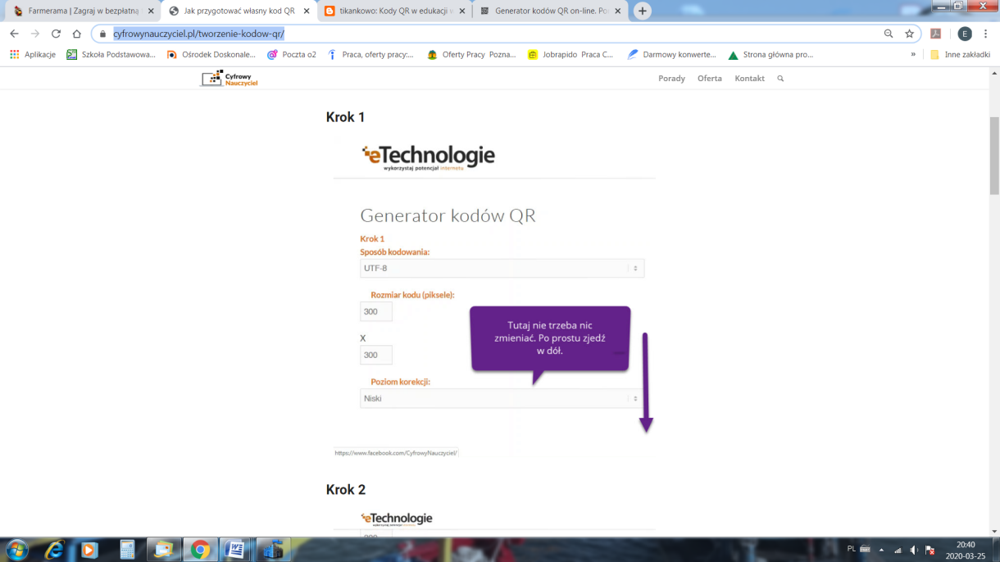 Farmerama | Zagraj w bezpłatną
Jak przygotować własny kod QR
tikankowo: Kody QR w edukacji
Generator kodów QR on-line. Po
cyfrowynauczyciel.pl/tworzenie-kodow-qr/
E
Aplikacje
Szkoła Podstawowa...
Ośrodek Doskonale...
Poczta o2
Praca, oferty pracy:...
Oferty Pracy Pozna...
Jobrapido Praca C...
Darmowy konwerte...
Strona główna pro...
»
Inne zakładki
Cyfrowy
Nauczyciel
Porady
Oferta
Kontakt
Krok 1
eTechnologie
wykorzystaj potencjał internetu
Generator kodów QR
Krok 1
Sposób kodowania:
UTF-8
Rozmiar kodu (piksele):
300
X
300
Tutaj nie trzeba nic
zmieniać. Po prostu zjedź
w dół.
Poziom korekcji:
Niski
https://www.facebook.com/CyfrowyNauczyciel/
Krok 2
eTechnologie
wykorzystaj potencjał internetu
300
PL
20:40
2020-03-25